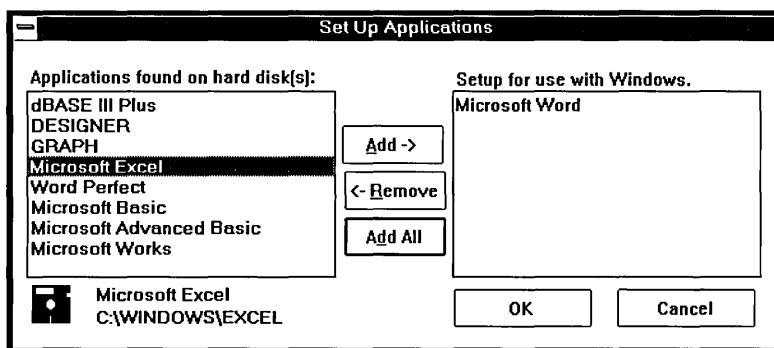 Set Up Applications
Applications found on hard disk(s):
dBASE III Plus
DESIGNER
GRAPH
Microsoft Excel
Word Perfect
Microsoft Basic
Microsoft Advanced Basic
Microsoft Works
Add ->
<- Remove
Add All
Setup for use with Windows.
Microsoft Word
Microsoft Excel
C:\WINDOWS\EXCEL
OK
Cancel